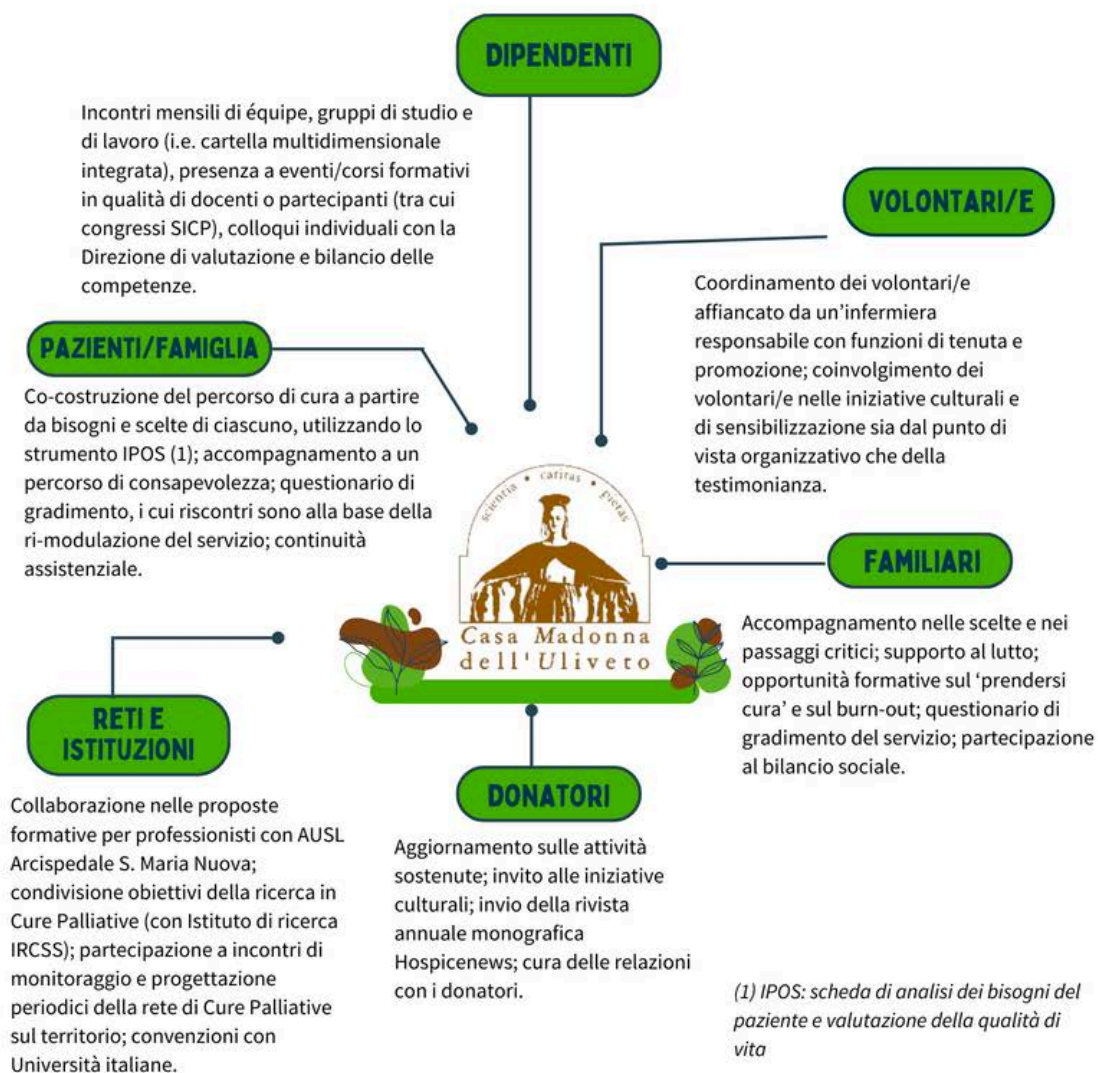 DIPENDENTI
Incontri mensili di équipe, gruppi di studio e
di lavoro (i.e. cartella multidimensionale
integrata), presenza a eventi/corsi formativi
in qualità di docenti o partecipanti (tra cui
congressi SICP), colloqui individuali con la
Direzione di valutazione e bilancio delle
competenze.
VOLONTARI/E
Coordinamento dei volontari/e
affiancato da un'infermiera
responsabile con funzioni di tenuta e
promozione; coinvolgimento dei
volontari/e nelle iniziative culturali e
di sensibilizzazione sia dal punto di
vista organizzativo che della
testimonianza.
PAZIENTI/FAMIGLIA
Co-costruzione del percorso di cura a partire
da bisogni e scelte di ciascuno, utilizzando lo
strumento IPOS (1); accompagnamento a un
percorso di consapevolezza; questionario di
gradimento, i cui riscontri sono alla base della
ri-modulazione del servizio; continuità
assistenziale.
scientia • caritas • pietas
Casa Madonna
dell'Uliveto
FAMILIARI
Accompagnamento nelle scelte e nei
passaggi critici; supporto al lutto;
opportunità formative sul 'prendersi
cura' e sul burn-out; questionario di
gradimento del servizio; partecipazione
al bilancio sociale.
RETI E
ISTITUZIONI
Collaborazione nelle proposte
formative per professionisti con AUSL
Arcispedale S. Maria Nuova;
condivisione obiettivi della ricerca in
Cure Palliative (con Istituto di ricerca
IRCSS); partecipazione a incontri di
monitoraggio e progettazione
periodici della rete di Cure Palliative
sul territorio; convenzioni con
Università italiane.
DONATORI
Aggiornamento sulle attività
sostenute; invito alle iniziative
culturali; invio della rivista
annuale monografica
Hospicenews; cura delle relazioni
con i donatori.
(1) IPOS: scheda di analisi dei bisogni del
paziente e valutazione della qualità di
vita